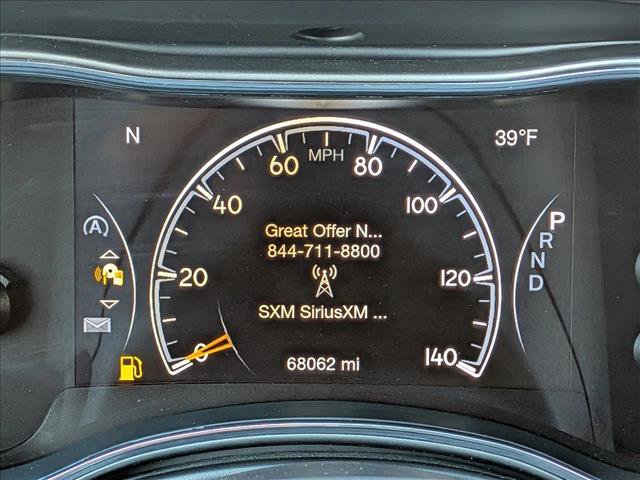 N
39°F
60 MPH 80
40 100
20 120
0 140
Great Offer N...
844-711-8800
SXM SiriusXM ...
68062 mi
A
P
R
N
D